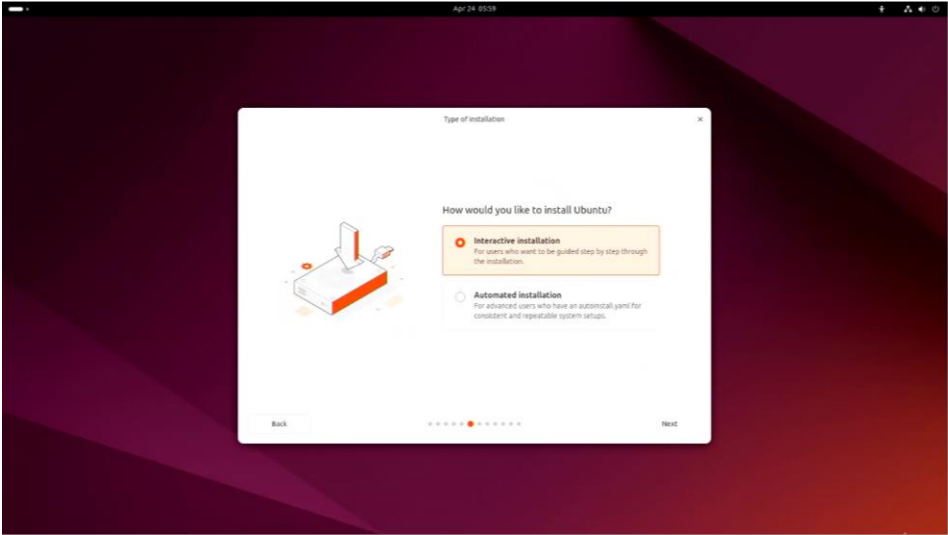 Apr 24 05:59
Type of installation
How would you like to install Ubuntu?
Interactive installation
For users who want to be guided step by step through
the installation.
Automated installation
For advanced users who have an autoinstall.yaml for
consistent and repeatable system setups.
Back
Next